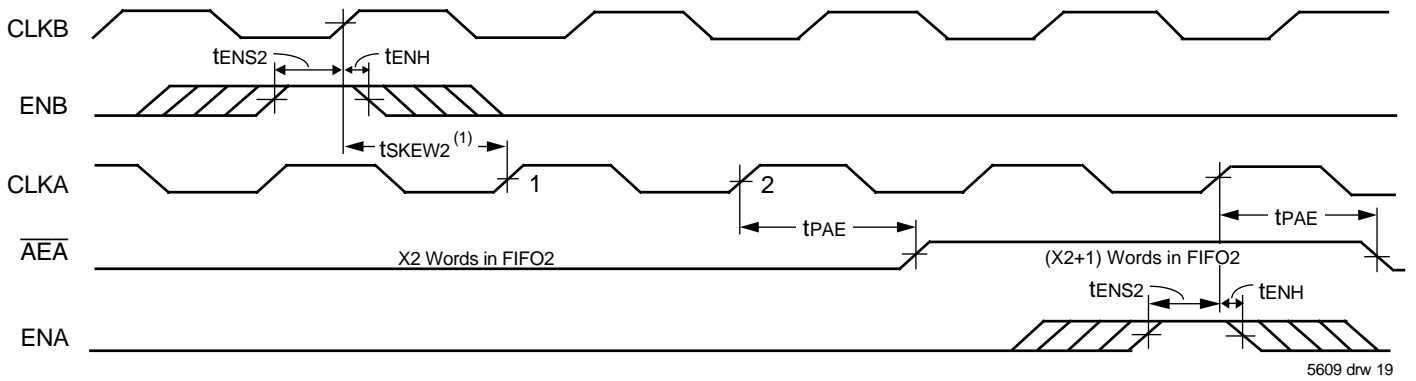 CLKB
tENS2 tENH
ENB
tSKEW2 (1)
CLKA 1 2
tPAE tPAE
AEA X2 Words in FIFO2 (X2+1) Words in FIFO2
tENS2 tENH
ENA
5609 drw 19